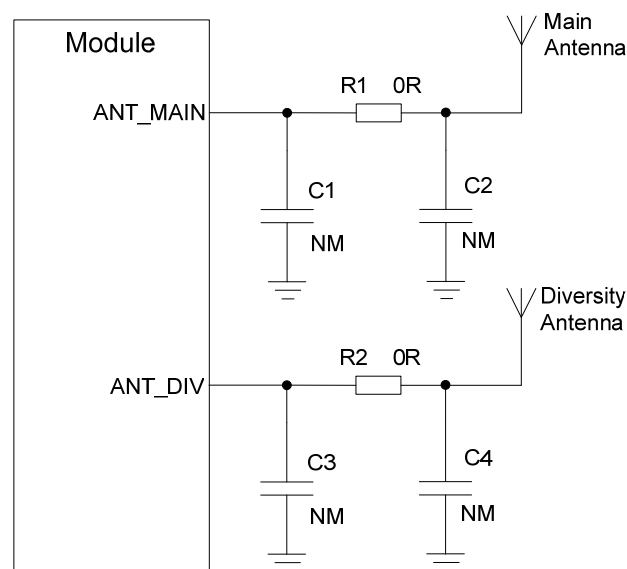 Module
Main
Antenna
R1 0R
ANT_MAIN
C1
C2
NM
NM
Diversity
Antenna
R2 0R
ANT_DIV
C3
C4
NM
NM